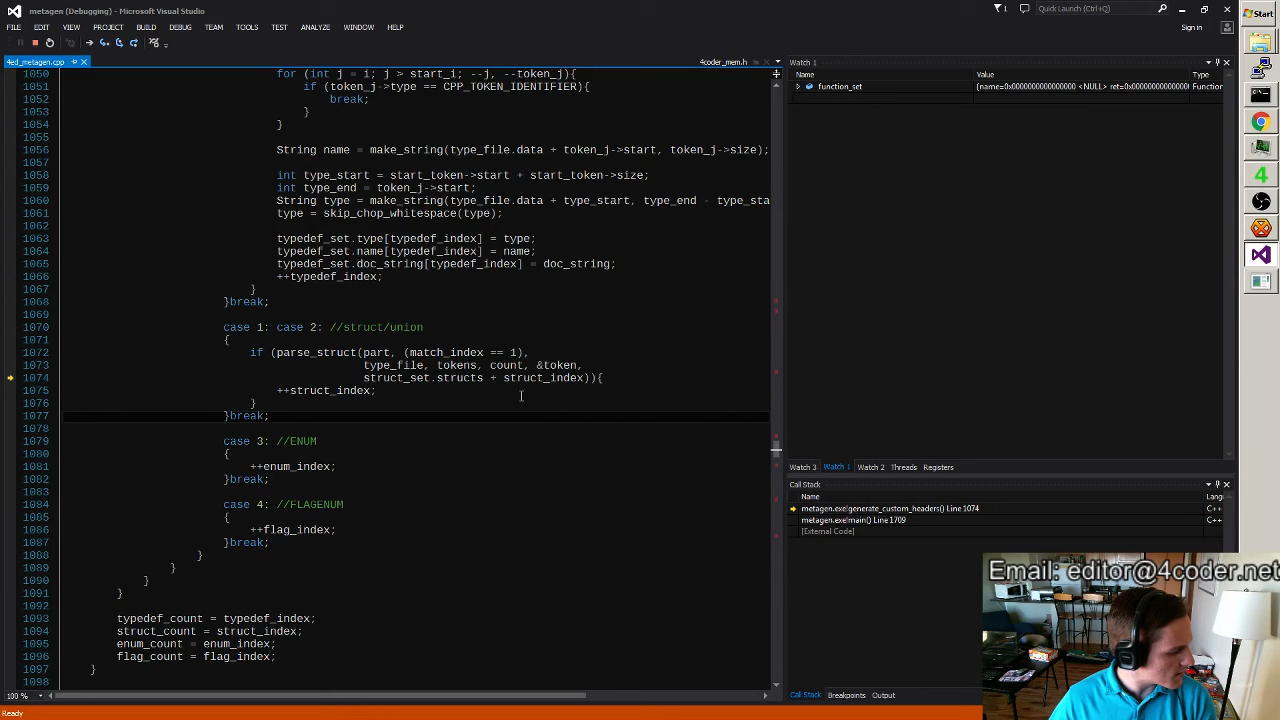 metagen (Debugging) - Microsoft Visual Studio
1
Quick Launch (Ctrl+Q)
Start
FILE EDIT VIEW PROJECT BUILD DEBUG TEAM TOOLS TEST ANALYZE WINDOW HELP
Sign in
4ed_metagen.cpp
4coder_mem.h
Watch 1
Name Value Type
function_set {name=0x0000000000000000 <NULL> ret=0x0000000000000000 Function
1050 for (int j = i; j > start_i; --j, --token_j){
1051 if (token_j->type == CPP_TOKEN_IDENTIFIER){
1052 break;
1053 }
1054 }
1055
1056 String name = make_string(type_file.data + token_j->start, token_j->size);
1057
1058 int type_start = start_token->start + start_token->size;
1059 int type_end = token_j->start;
1060 String type = make_string(type_file.data + type_start, type_end - type_sta
1061 type = skip_chop_whitespace(type);
1062
1063 typedef_set.type[typedef_index] = type;
1064 typedef_set.name[typedef_index] = name;
1065 typedef_set.doc_string[typedef_index] = doc_string;
1066 ++typedef_index;
1067 }
1068 }break;
1069
1070 case 1: case 2: //struct/union
1071 {
1072 if (parse_struct(part, (match_index == 1),
1073 type_file, tokens, count, &token,
1074 struct_set.structs + struct_index)){
1075 ++struct_index;
1076 }
1077 }break;
1078
1079 case 3: //ENUM
1080 {
1081 ++enum_index;
1082 }break;
1083
1084 case 4: //FLAGENUM
1085 {
1086 ++flag_index;
1087 }break;
1088 }
1089 }
1090 }
1091 }
1092
1093 typedef_count = typedef_index;
1094 struct_count = struct_index;
1095 enum_count = enum_index;
1096 flag_count = flag_index;
1097 }
1098
Watch 3 Watch 1 Watch 2 Threads Registers
Call Stack
Name Lang
metagen.exe!generate_custom_headers() Line 1074 C++
metagen.exe!main() Line 1709 C++
[External Code]
Email: editor@4coder.net
100 %
Call Stack Breakpoints Output
Ready